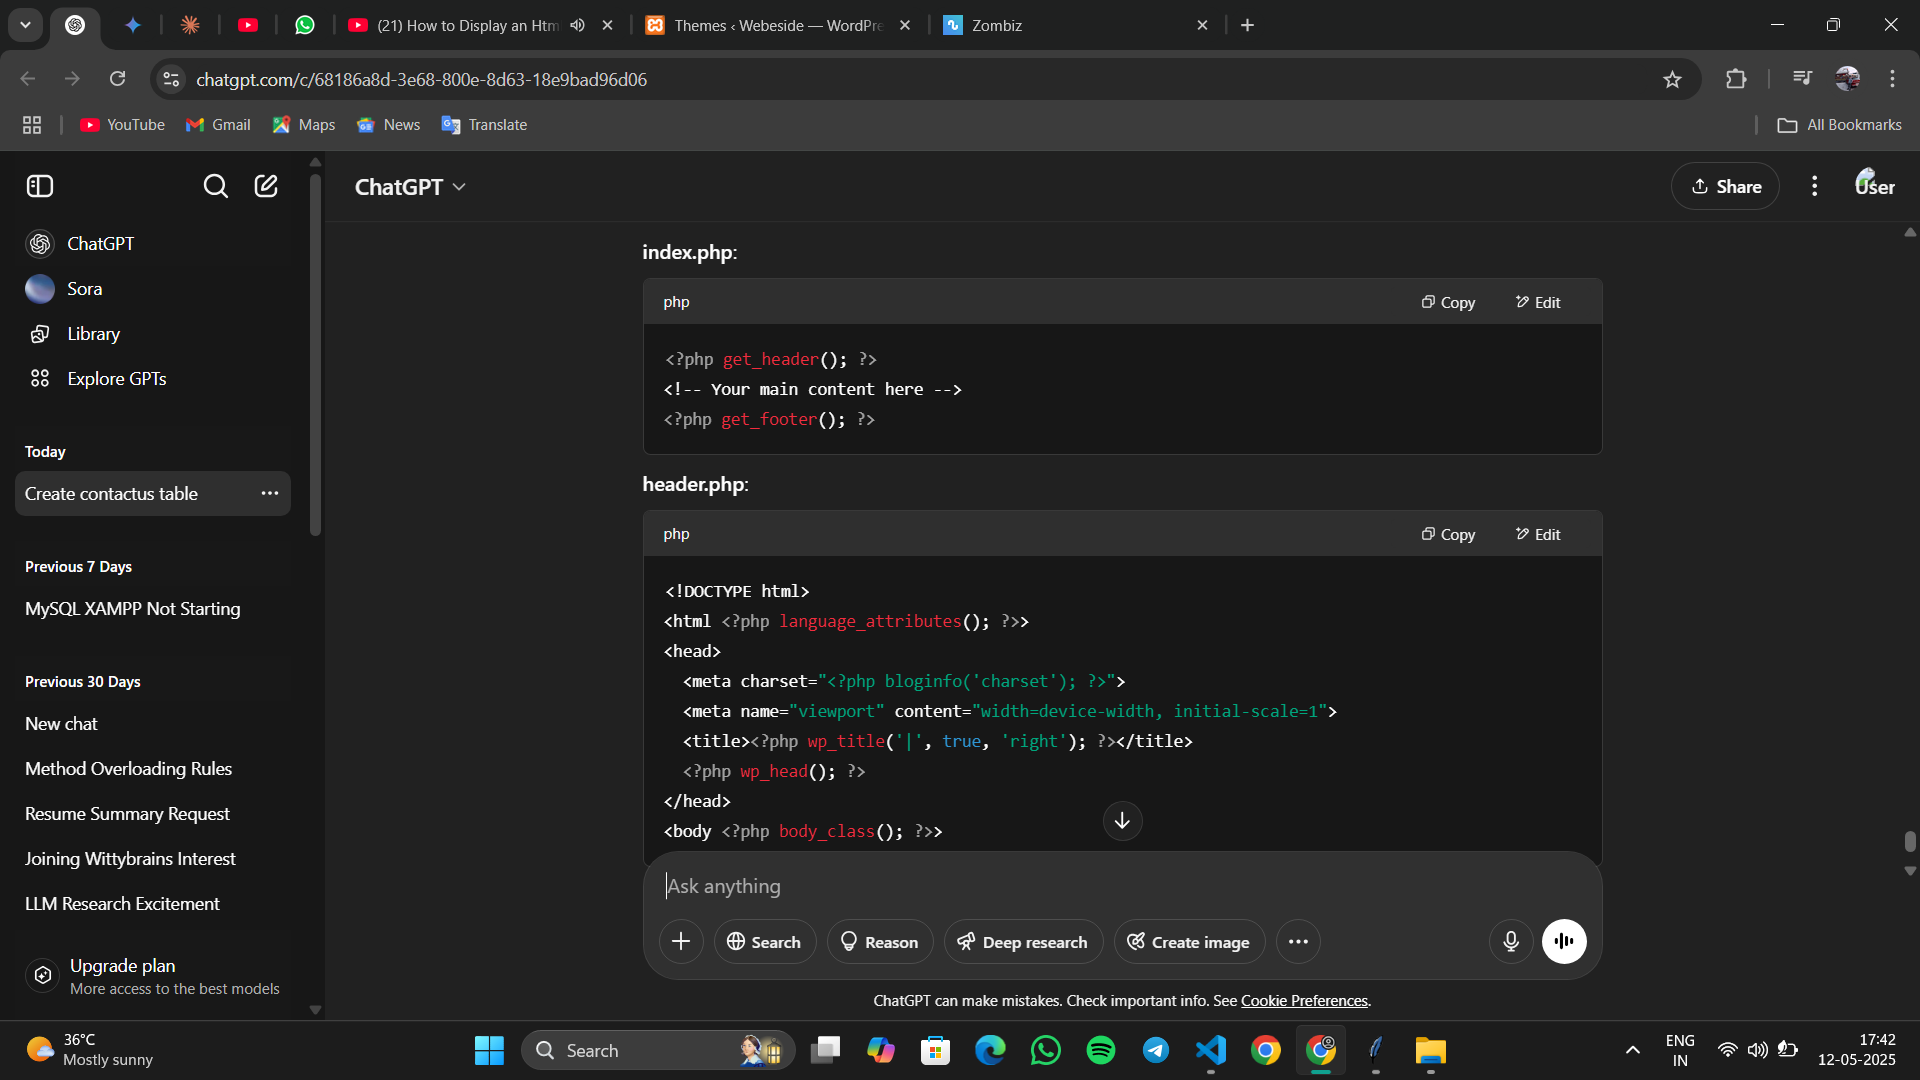 (21) How to Display an Htm
Themes ‹ Webeside — WordPre
Zombiz
chatgpt.com/c/68186a8d-3e68-800e-8d63-18e9bad96d06
YouTube
Gmail
Maps
News
Translate
All Bookmarks
ChatGPT
Share
User
ChatGPT
Sora
Library
Explore GPTs
Today
Create contactus table
Previous 7 Days
MySQL XAMPP Not Starting
Previous 30 Days
New chat
Method Overloading Rules
Resume Summary Request
Joining Wittybrains Interest
LLM Research Excitement
Upgrade plan
More access to the best models
index.php:
php
Copy
Edit
<?php get_header(); ?>
<!-- Your main content here -->
<?php get_footer(); ?>
header.php:
php
Copy
Edit
<!DOCTYPE html>
<html <?php language_attributes(); ?>>
<head>
<meta charset="<?php bloginfo('charset'); ?>">
<meta name="viewport" content="width=device-width, initial-scale=1">
<title><?php wp_title('|', true, 'right'); ?></title>
<?php wp_head(); ?>
</head>
<body <?php body_class(); ?>>
Ask anything
Search
Reason
Deep research
Create image
ChatGPT can make mistakes. Check important info. See Cookie Preferences.
36°C
Mostly sunny
Search
ENG
IN
17:42
12-05-2025